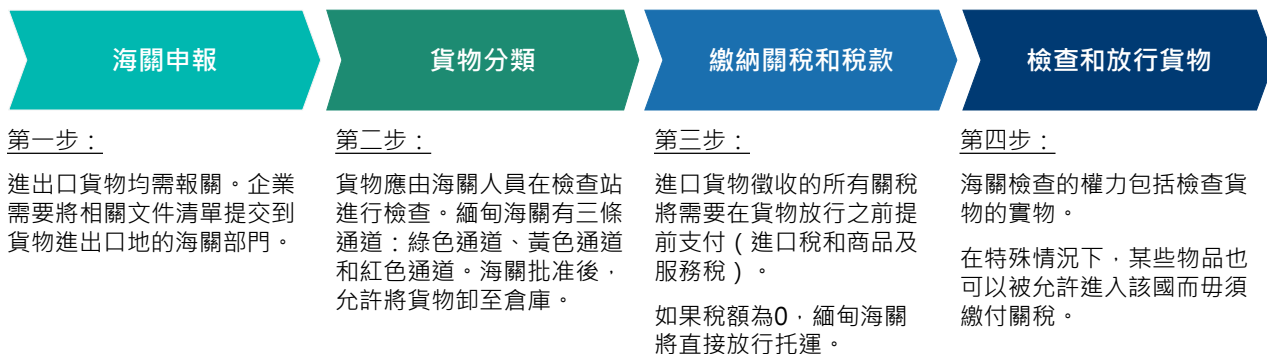 海關申報
貨物分類
繳納關稅和稅款
檢查和放行貨物
第一步：
進出口貨物均需報關。企業
需要將相關文件清單提交到
貨物進出口地的海關部門。
第二步：
貨物應由海關人員在檢查站
進行檢查。緬甸海關有三條
通道：綠色通道、黃色通道
和紅色通道。海關批准後，
允許將貨物卸至倉庫。
第三步：
進口貨物徵收的所有關稅
將需要在貨物放行之前提
前支付（進口稅和商品及
服務稅）。
如果稅額為0，緬甸海關
將直接放行托運。
第四步：
海關檢查的權力包括檢查貨
物的實物。
在特殊情況下，某些物品也
可以被允許進入該國而毋須
繳付關稅。